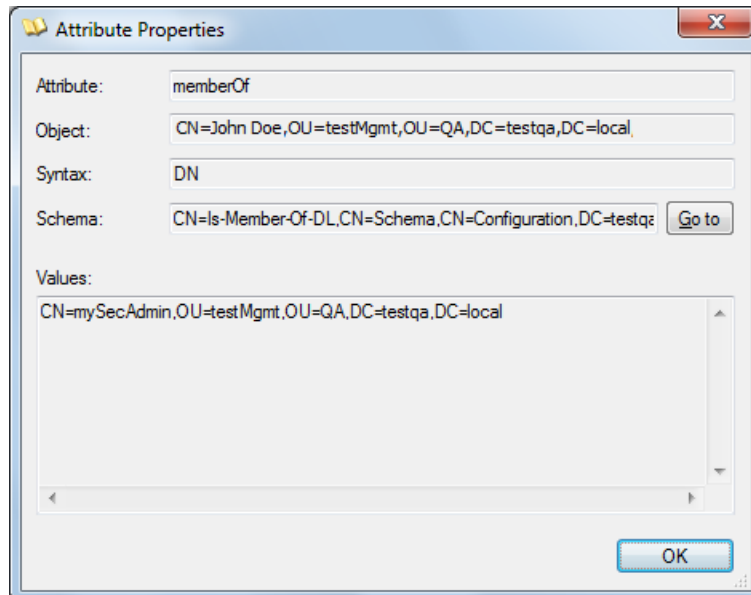 Attribute Properties
Attribute: memberOf
Object: CN=John Doe,OU=testMgmt,OU=QA,DC=testqa,DC=local,
Syntax: DN
Schema: CN=Is-Member-Of-DL,CN=Schema,CN=Configuration,DC=testqa Go to
Values:
CN=mySecAdmin,OU=testMgmt,OU=QA,DC=testqa,DC=local
OK